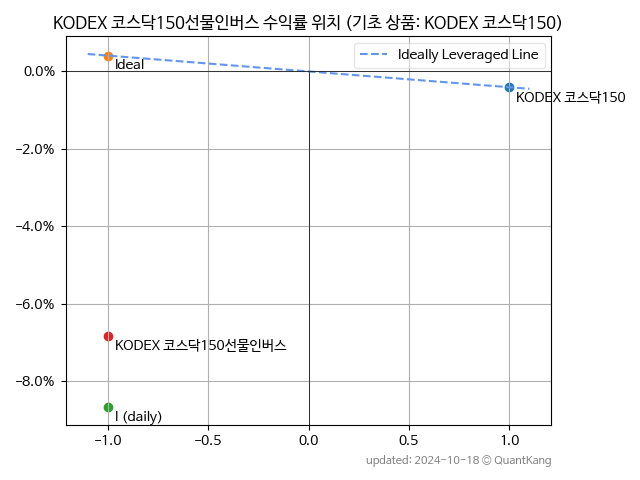 KODEX 코스닥150선물인버스 수익률 위치 (기초 상품: KODEX 코스닥150)
Ideally Leveraged Line
0.0%
Ideal
KODEX 코스닥150
−2.0%
−4.0%
−6.0%
KODEX 코스닥150선물인버스
−8.0%
I (daily)
−1.0 −0.5 0.0 0.5 1.0
updated: 2024-10-18 © QuantKang